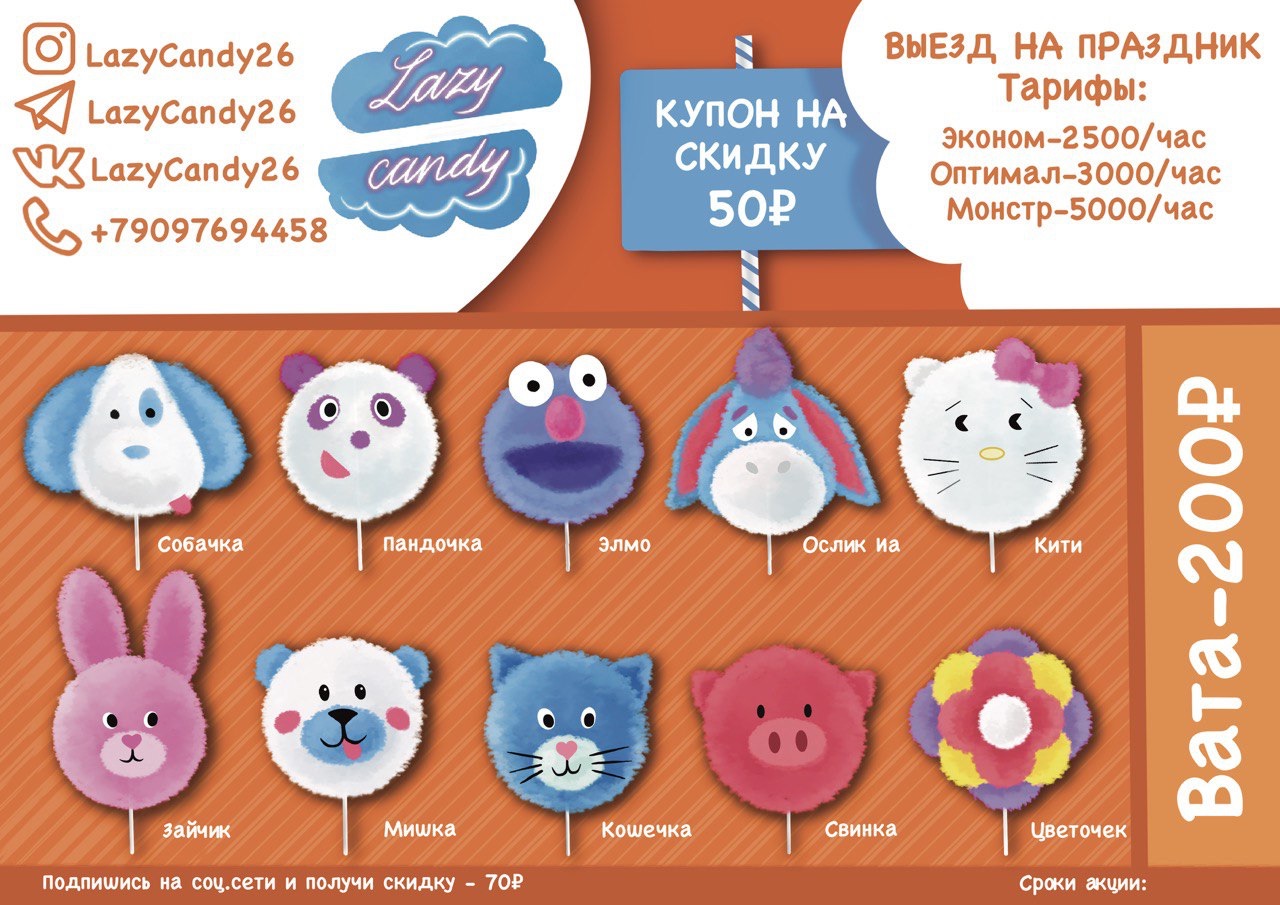 LazyCandy26
LazyCandy26
LazyCandy26
+79097694458
Lazy
candy
КУПОН НА
СКИДКУ
50₽
ВЫЕЗД НА ПРАЗДНИК
Тарифы:
Эконом-2500/час
Оптимал-3000/час
Монстр-5000/час
Собачка
Пандочка
Элмо
Ослик Иа
Кити
Зайчик
Мишка
Кошечка
Свинка
Цветочек
Вата-200₽
Подпишись на соц.сети и получи скидку - 70₽
Сроки акции: